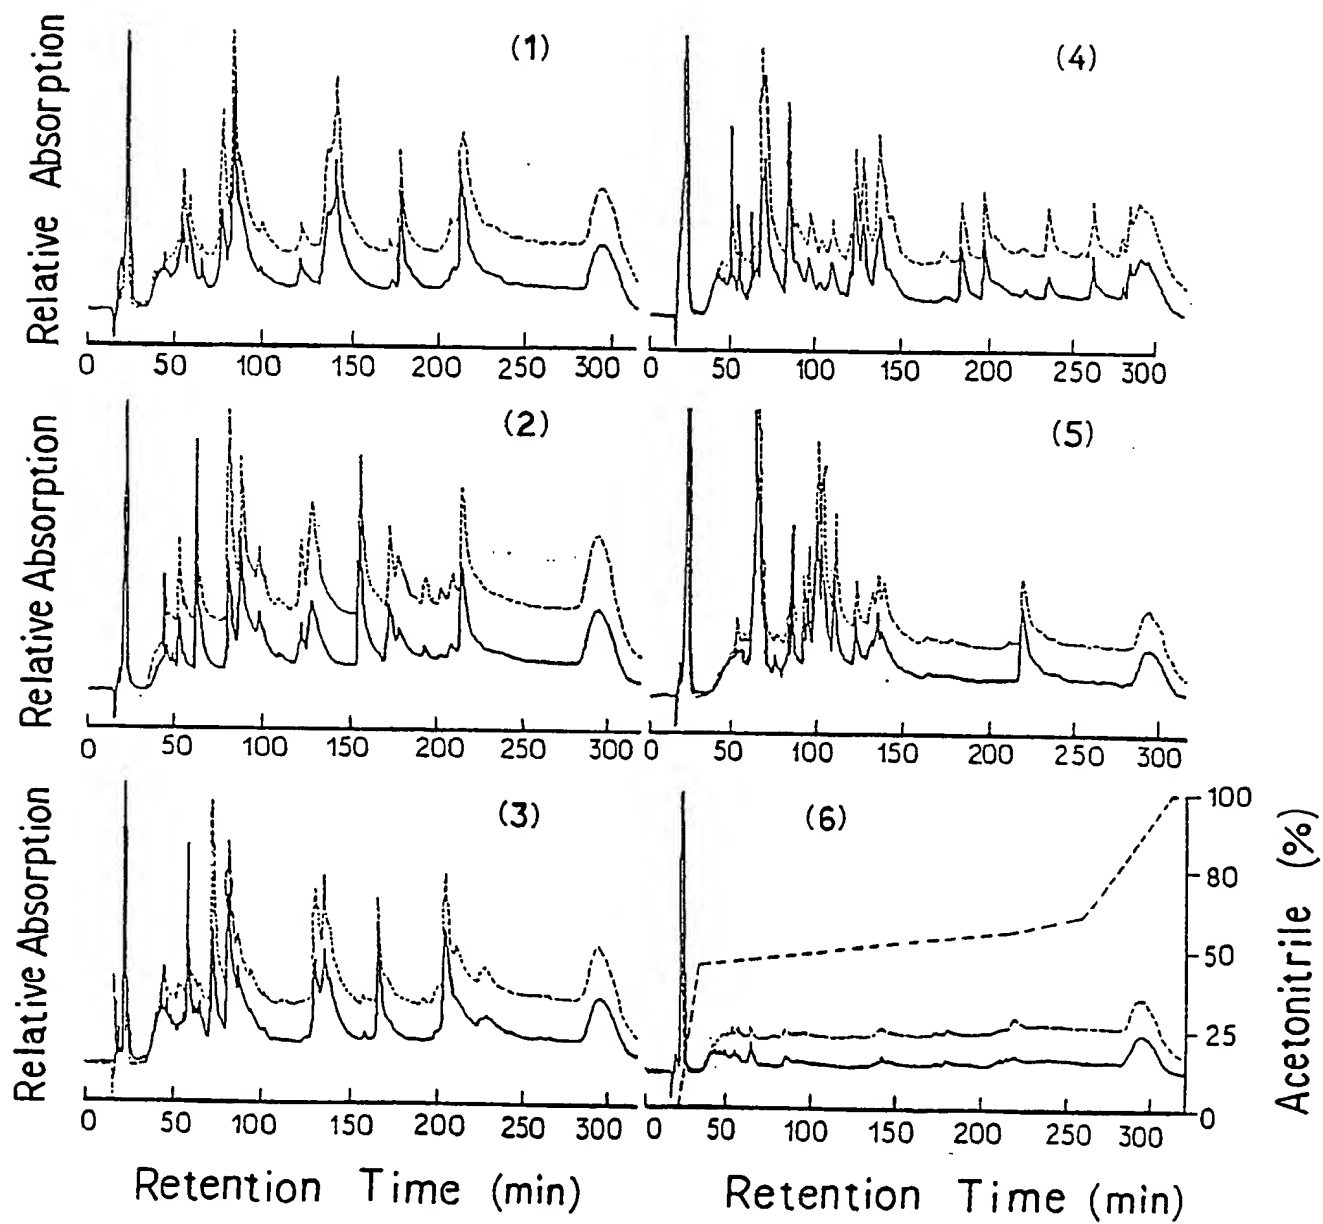 Relative Absorption
(1)
0 50 100 150 200 250 300
(4)
0 50 100 150 200 250 300
Relative Absorption
(2)
0 50 100 150 200 250 300
(5)
0 50 100 150 200 250 300
Relative Absorption
(3)
0 50 100 150 200 250 300
(6)
0 50 100 150 200 250 300
100
80
50
25
0
Acetonitrile (%)
Retention Time (min)
Retention Time (min)